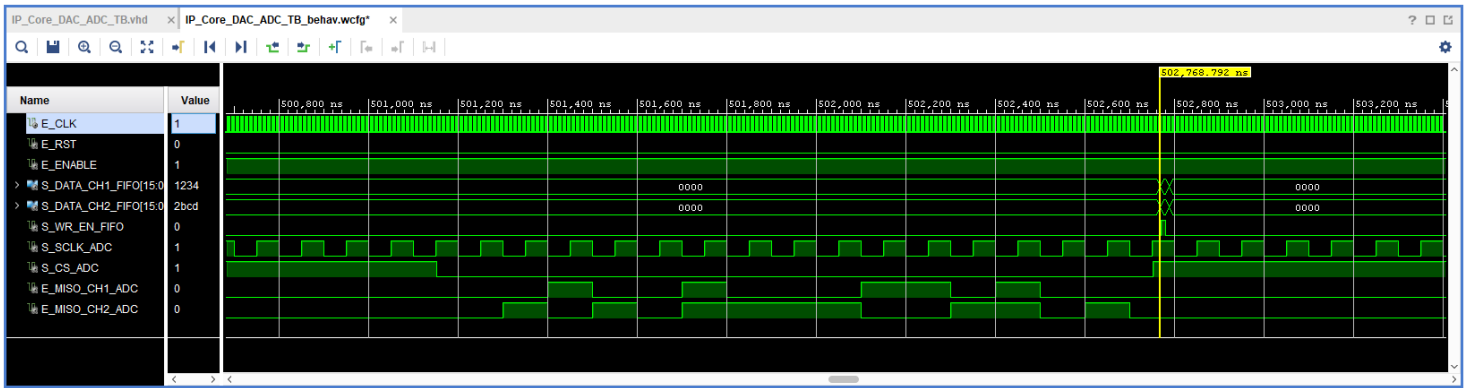 IP_Core_DAC_ADC_TB.vhd × IP_Core_DAC_ADC_TB_behav.wcfg* × ?
502,768.792 ns
Name Value
500,800 ns 501,000 ns 501,200 ns 501,400 ns 501,600 ns 501,800 ns 502,000 ns 502,200 ns 502,400 ns 502,600 ns 502,800 ns 503,000 ns 503,200 ns
E_CLK 1
E_RST 0
E_ENABLE 1
S_DATA_CH1_FIFO[15:0 1234 0000 0000
S_DATA_CH2_FIFO[15:0 2bcd 0000 0000
S_WR_EN_FIFO 0
S_SCLK_ADC 1
S_CS_ADC 1
E_MISO_CH1_ADC 0
E_MISO_CH2_ADC 0